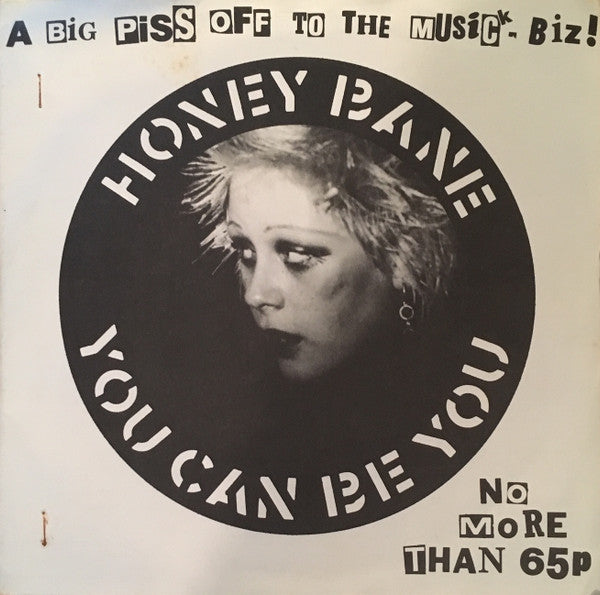 A BiG PiSS OFF TO THE MUSiCK- Biz!
HONEY BANE
YOU CAN BE YOU
No
MoRE
THAN 65p